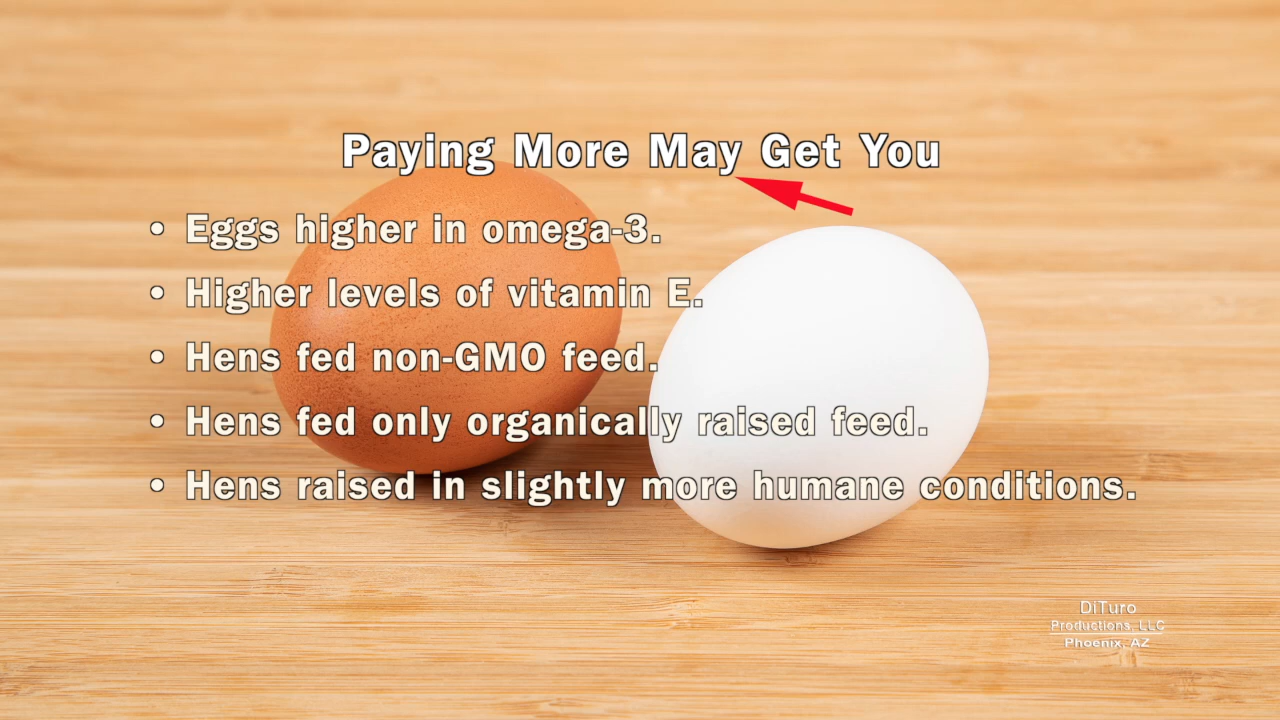 Paying More May Get You
• Eggs higher in omega-3.
• Higher levels of vitamin E.
• Hens fed non-GMO feed.
• Hens fed only organically raised feed.
• Hens raised in slightly more humane conditions.
DiTuro
Productions, LLC
Phoenix, AZ